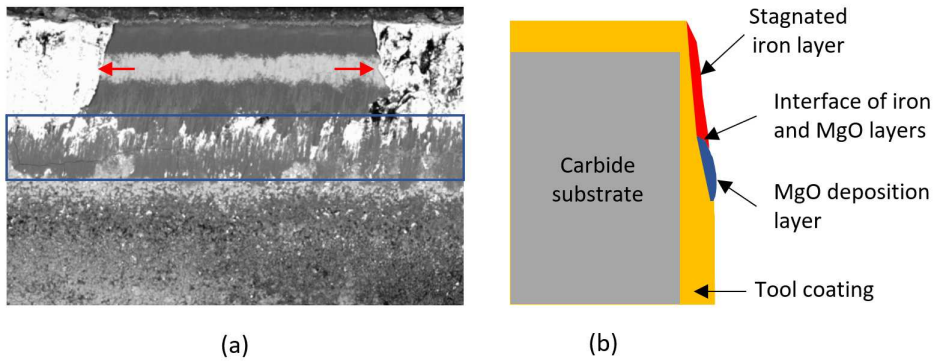 Stagnated
iron layer
Interface of iron
and MgO layers
Carbide
substrate
MgO deposition
layer
Tool coating
(a)
(b)